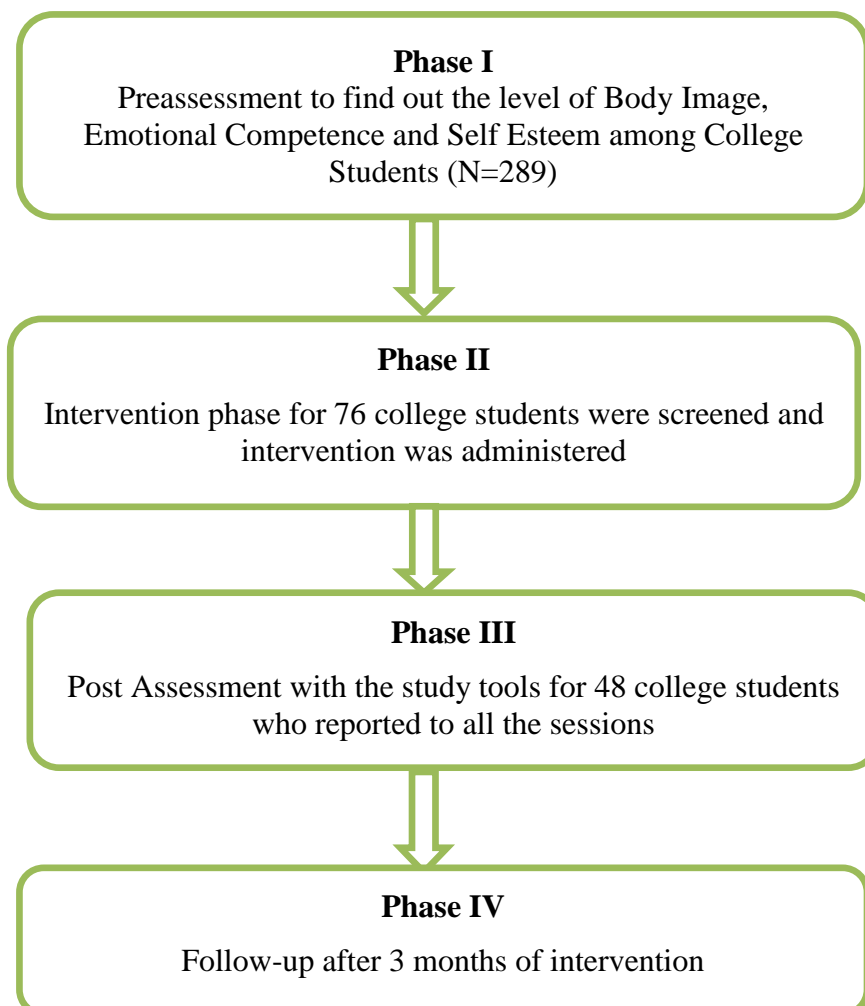 Phase I
Preassessment to find out the level of Body Image,
Emotional Competence and Self Esteem among College
Students (N=289)
Phase II
Intervention phase for 76 college students were screened and
intervention was administered
Phase III
Post Assessment with the study tools for 48 college students
who reported to all the sessions
Phase IV
Follow-up after 3 months of intervention